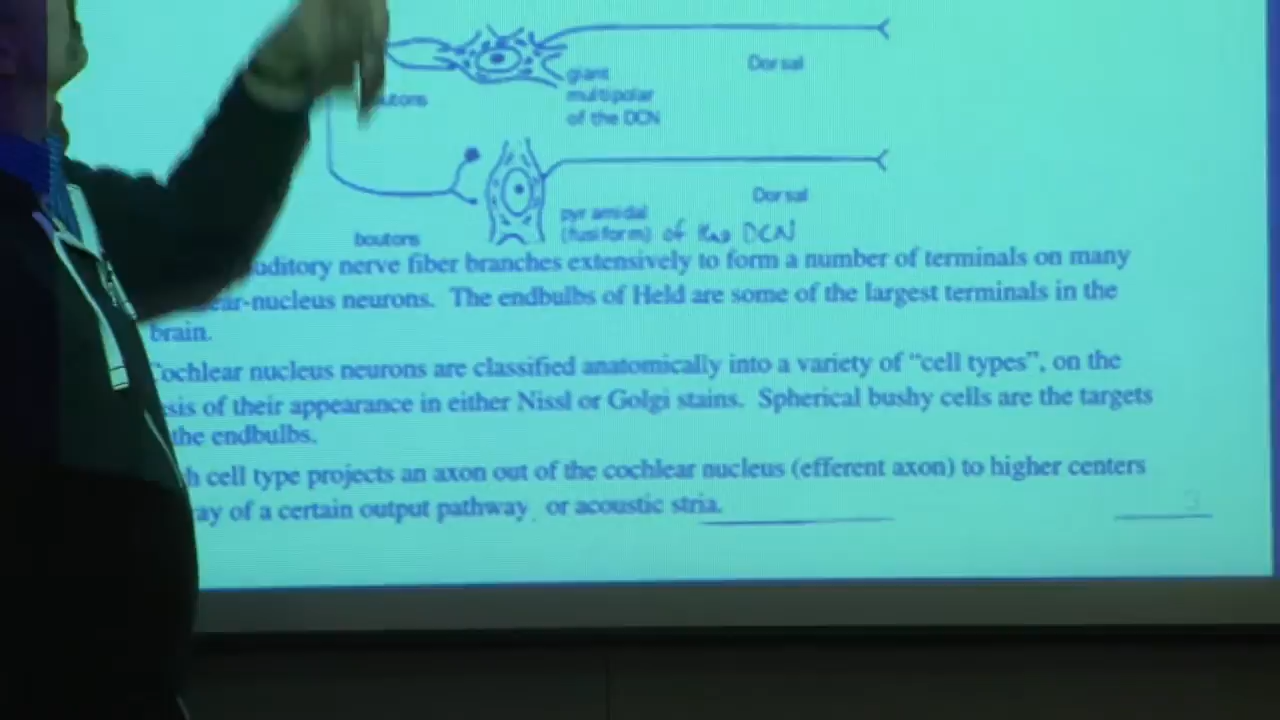 Dorsal
giant
multipolar
of the DCN
Dorsal
pyramidal
(fusiform) of the DCN
boutons
auditory nerve fiber branches extensively to form a number of terminals on many
ear-nucleus neurons. The endbulbs of Held are some of the largest terminals in the
brain.
Cochlear nucleus neurons are classified anatomically into a variety of “cell types”, on the
sis of their appearance in either Nissl or Golgi stains. Spherical bushy cells are the targets
the endbulbs.
h cell type projects an axon out of the cochlear nucleus (efferent axon) to higher centers
ay of a certain output pathway, or acoustic stria.
3